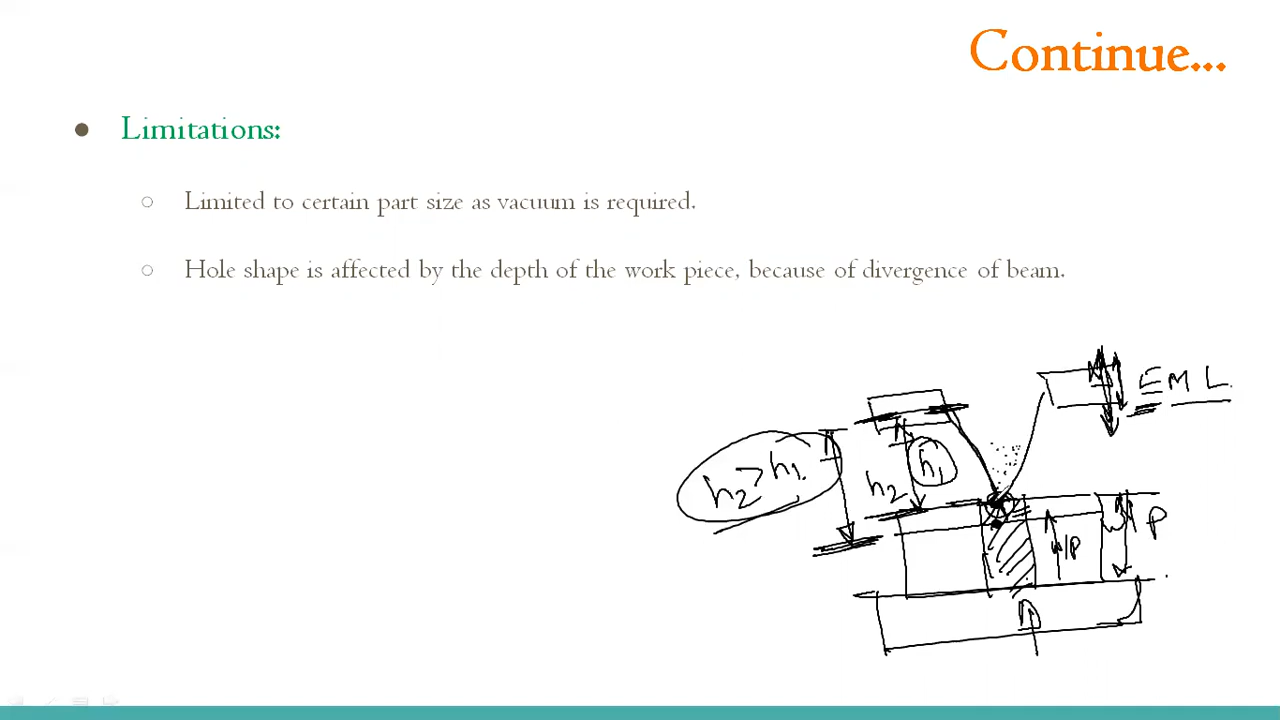 Continue...
Limitations:
Limited to certain part size as vacuum is required.
Hole shape is affected by the depth of the work piece, because of divergence of beam.
E M L
h2 > h1
h1
h2
P
w/p